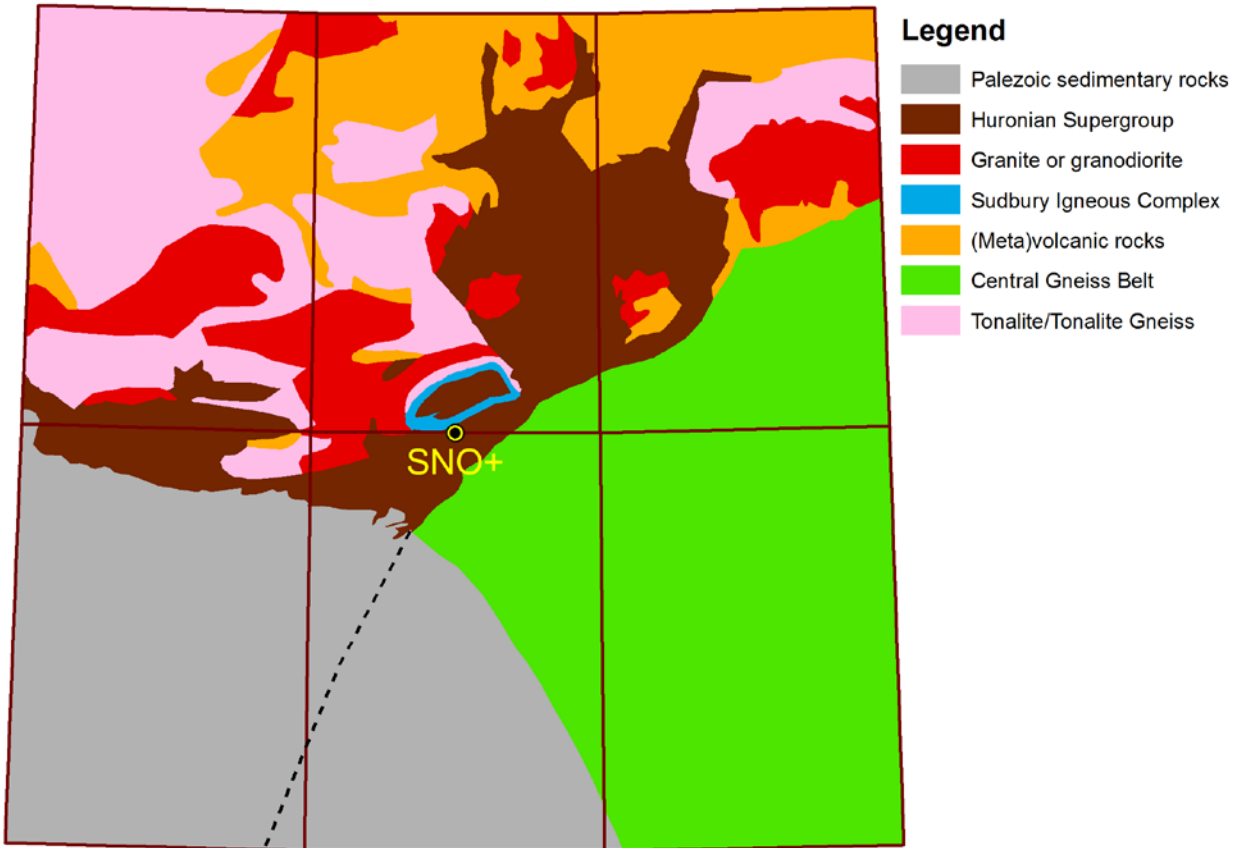 Legend
Palezoic sedimentary rocks
Huronian Supergroup
Granite or granodiorite
Sudbury Igneous Complex
(Meta)volcanic rocks
Central Gneiss Belt
Tonalite/Tonalite Gneiss
SNO+